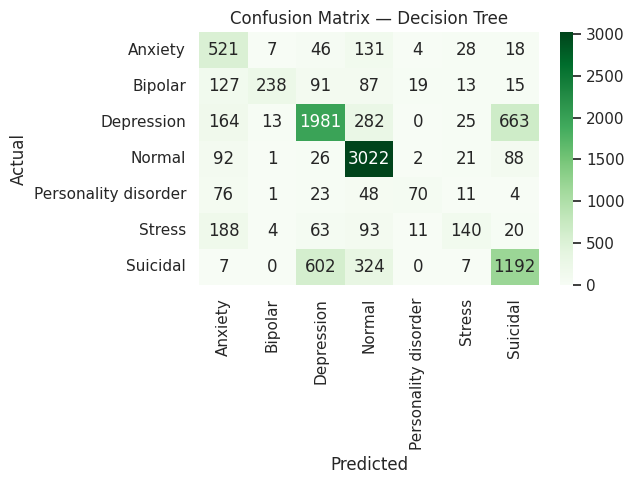 Confusion Matrix — Decision Tree
Actual
Anxiety 521 7 46 131 4 28 18
Bipolar 127 238 91 87 19 13 15
Depression 164 13 1981 282 0 25 663
Normal 92 1 26 3022 2 21 88
Personality disorder 76 1 23 48 70 11 4
Stress 188 4 63 93 11 140 20
Suicidal 7 0 602 324 0 7 1192
Anxiety Bipolar Depression Normal Personality disorder Stress Suicidal
Predicted
3000
2500
2000
1500
1000
500
0